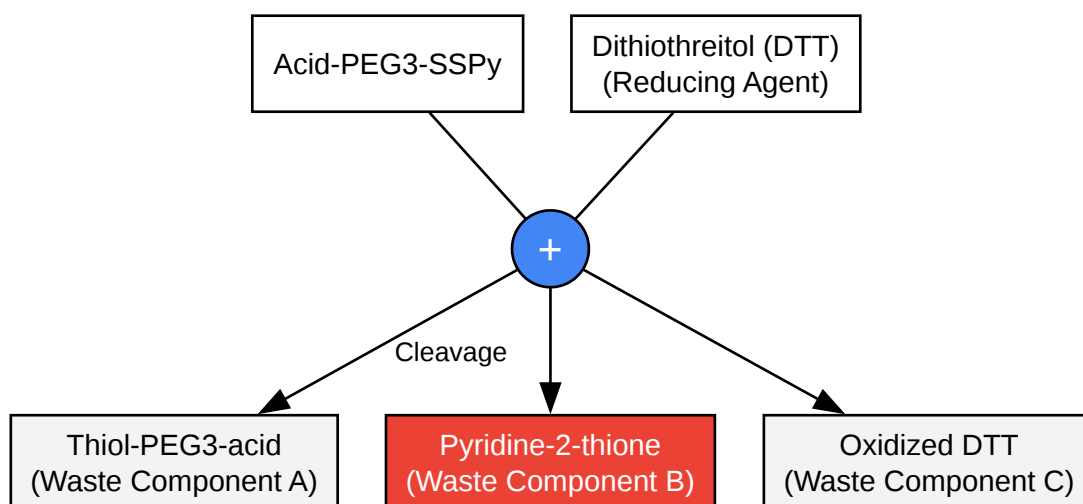 Acid-PEG3-SSPy
Dithiothreitol (DTT)
(Reducing Agent)
+
Cleavage
Thiol-PEG3-acid
(Waste Component A)
Pyridine-2-thione
(Waste Component B)
Oxidized DTT
(Waste Component C)